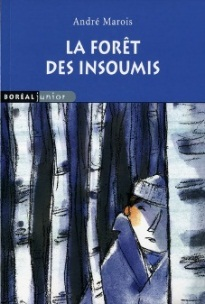 André Marois
LA FORÊT
DES INSOUMIS
BORÉAL junior